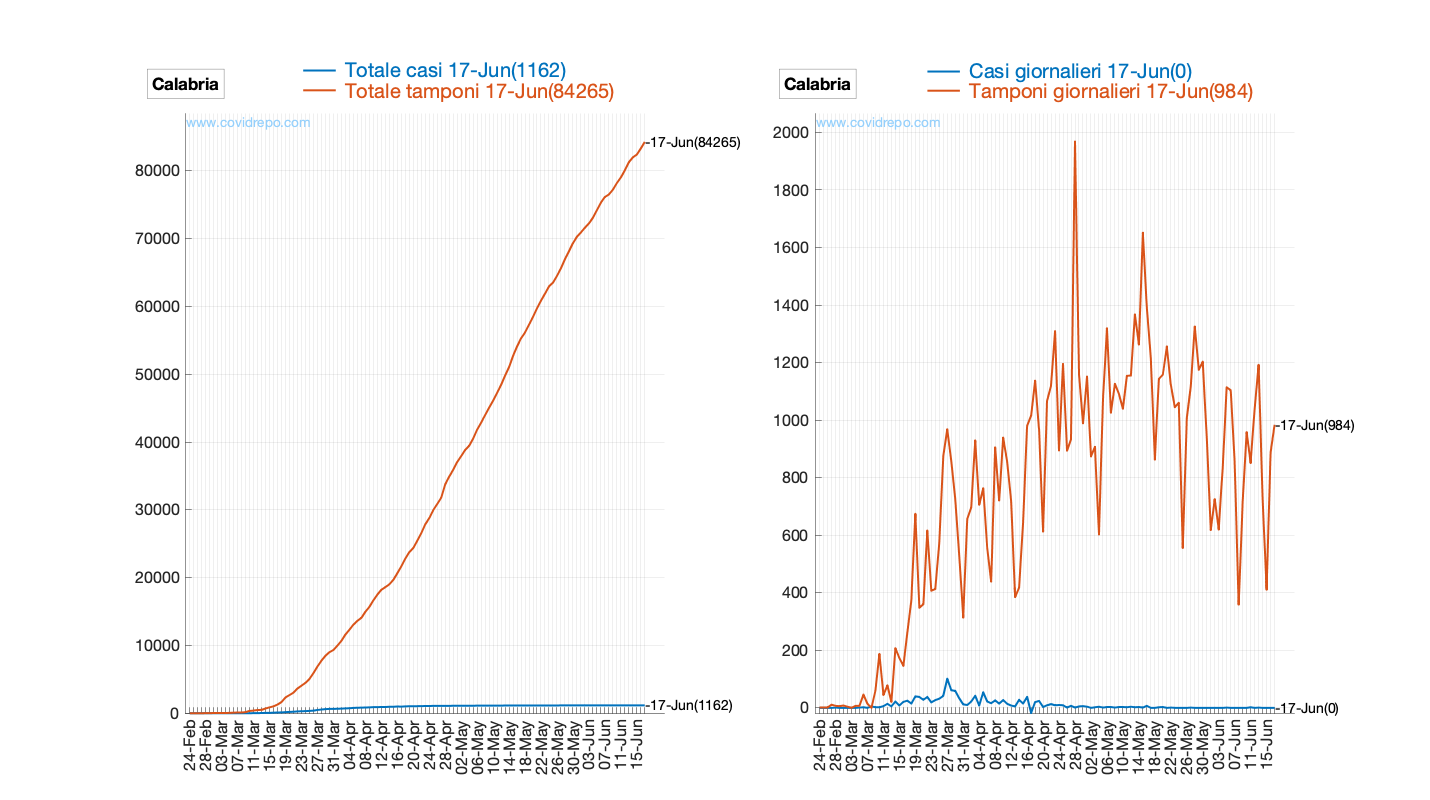 Calabria
Totale casi 17-Jun(1162)
Totale tamponi 17-Jun(84265)
www.covidrepo.com
80000
70000
60000
50000
40000
30000
20000
10000
0
17-Jun(84265)
17-Jun(1162)
24-Feb
28-Feb
03-Mar
07-Mar
11-Mar
15-Mar
19-Mar
23-Mar
27-Mar
31-Mar
04-Apr
08-Apr
12-Apr
16-Apr
20-Apr
24-Apr
28-Apr
02-May
06-May
10-May
14-May
18-May
22-May
26-May
30-May
03-Jun
07-Jun
11-Jun
15-Jun
Calabria
Casi giornalieri 17-Jun(0)
Tamponi giornalieri 17-Jun(984)
www.covidrepo.com
2000
1800
1600
1400
1200
1000
800
600
400
200
0
17-Jun(984)
17-Jun(0)
24-Feb
28-Feb
03-Mar
07-Mar
11-Mar
15-Mar
19-Mar
23-Mar
27-Mar
31-Mar
04-Apr
08-Apr
12-Apr
16-Apr
20-Apr
24-Apr
28-Apr
02-May
06-May
10-May
14-May
18-May
22-May
26-May
30-May
03-Jun
07-Jun
11-Jun
15-Jun